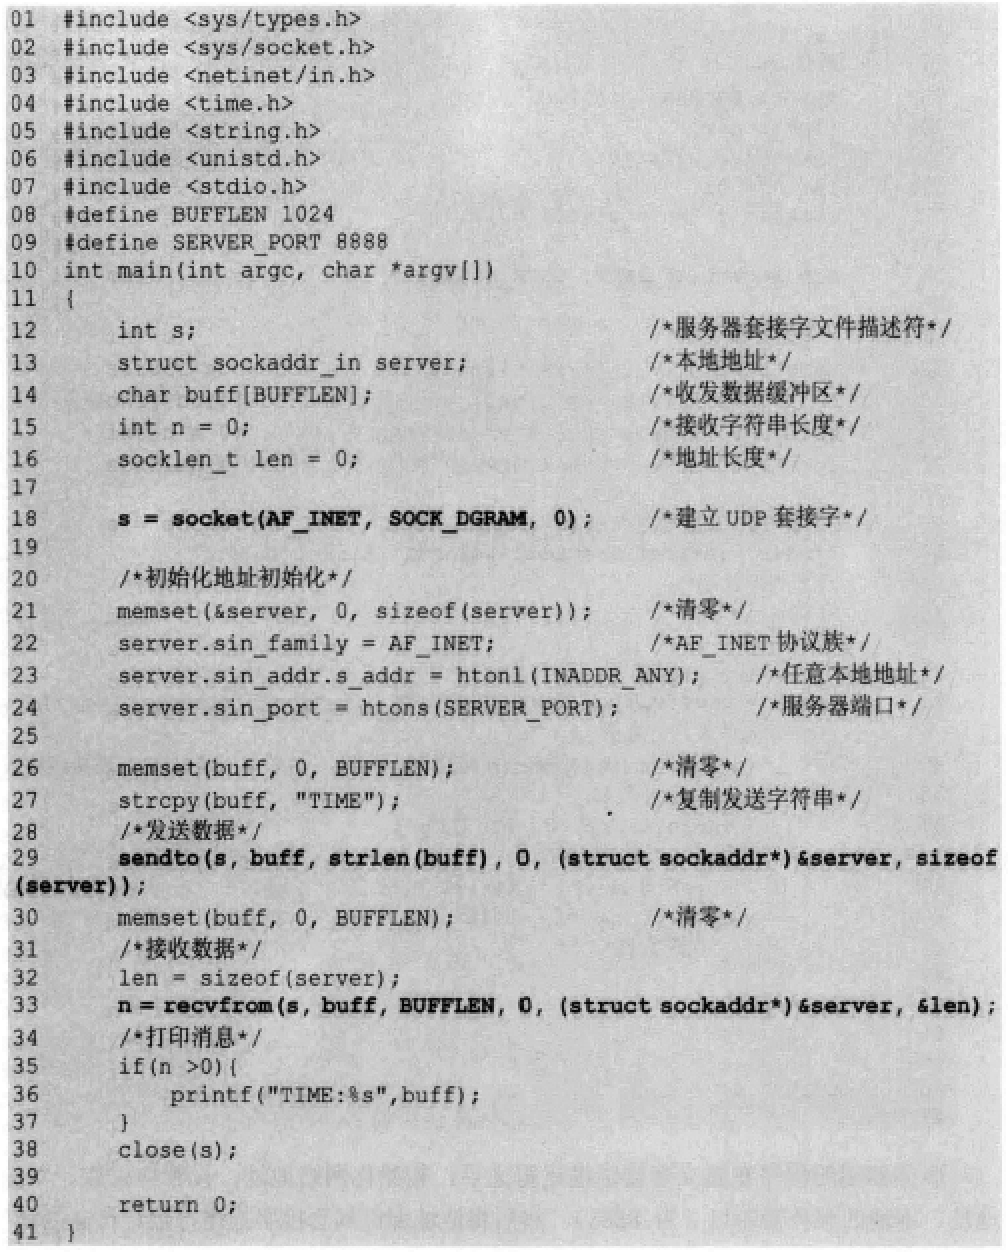 01 #include <sys/types.h>
02 #include <sys/socket.h>
03 #include <netinet/in.h>
04 #include <time.h>
05 #include <string.h>
06 #include <unistd.h>
07 #include <stdio.h>
08 #define BUFFLEN 1024
09 #define SERVER_PORT 8888
10 int main(int argc, char *argv[])
11 {
12     int s;                                /*服务器套接字文件描述符*/
13     struct sockaddr_in server;            /*本地地址*/
14     char buff[BUFFLEN];                   /*收发数据缓冲区*/
15     int n = 0;                            /*接收字符串长度*/
16     socklen_t len = 0;                    /*地址长度*/
17
18     s = socket(AF_INET, SOCK_DGRAM, 0);   /*建立 UDP 套接字*/
19
20     /*初始化地址初始化*/
21     memset(&server, 0, sizeof(server));   /*清零*/
22     server.sin_family = AF_INET;          /*AF_INET 协议族*/
23     server.sin_addr.s_addr = htonl(INADDR_ANY);   /*任意本地地址*/
24     server.sin_port = htons(SERVER_PORT);         /*服务器端口*/
25
26     memset(buff, 0, BUFFLEN);             /*清零*/
27     strcpy(buff, "TIME");                 /*复制发送字符串*/
28     /*发送数据*/
29     sendto(s, buff, strlen(buff), 0, (struct sockaddr*)&server, sizeof
(server));
30     memset(buff, 0, BUFFLEN);             /*清零*/
31     /*接收数据*/
32     len = sizeof(server);
33     n = recvfrom(s, buff, BUFFLEN, 0, (struct sockaddr*)&server, &len);
34     /*打印消息*/
35     if(n >0){
36         printf("TIME:%s",buff);
37     }
38     close(s);
39
40     return 0;
41 }